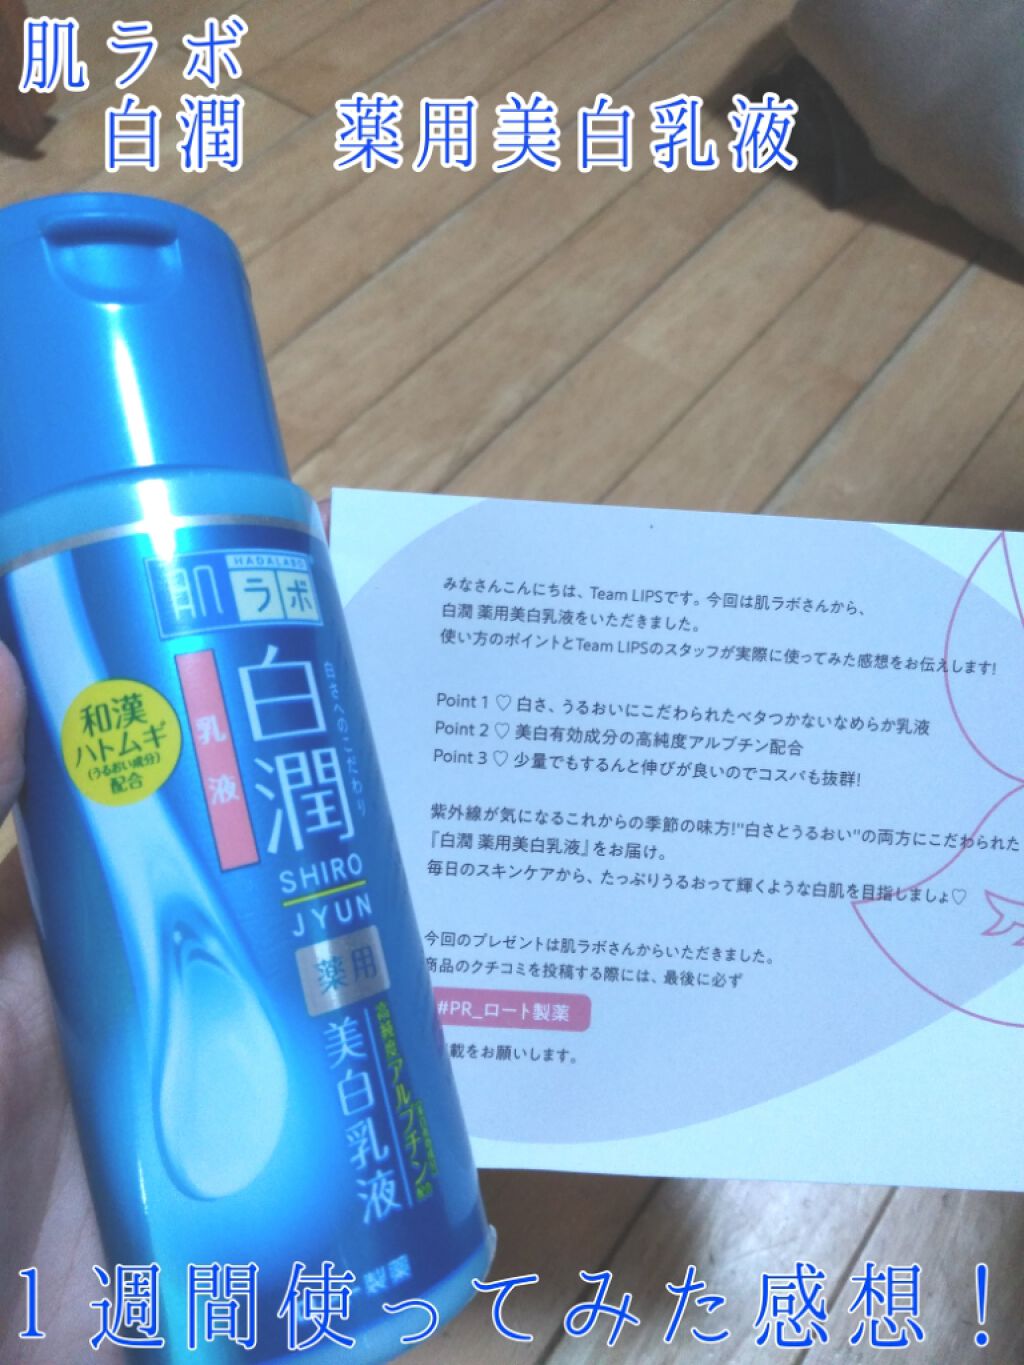 肌ラボ
白潤 薬用美白乳液
HADALABO
肌ラボ
白さへのこだわり
白潤
乳液
和漢
ハトムギ
(うるおい成分)
配合
SHIRO
JYUN
薬用
美白乳液
高純度アルブチン
配合
製薬
みなさんこんにちは、Team LIPSです。今回は肌ラボさんから、
白潤 薬用美白乳液をいただきました。
使い方のポイントとTeam LIPSのスタッフが実際に使ってみた感想をお伝えします!
Point 1 ♡ 白さ、うるおいにこだわられたベタつかないなめらか乳液
Point 2 ♡ 美白有効成分の高純度アルブチン配合
Point 3 ♡ 少量でもするんと伸びが良いのでコスパも抜群!
紫外線が気になるこれからの季節の味方!"白さとうるおい"の両方にこだわられた
『白潤 薬用美白乳液』をお届け。
毎日のスキンケアから、たっぷりうるおって輝くような白肌を目指しましょ♡
今回のプレゼントは肌ラボさんからいただきました。
商品のクチコミを投稿する際には、最後に必ず
#PR_ロート製薬
載をお願いします。
1週間使ってみた感想!